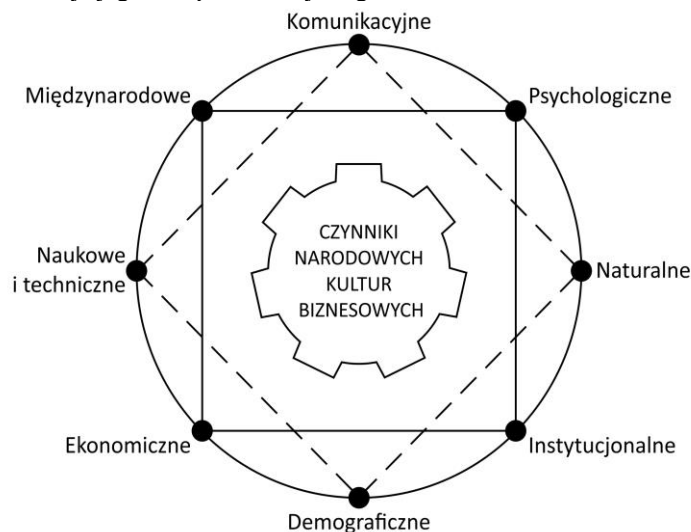 Komunikacyjne
Międzynarodowe
Psychologiczne
CZYNNIKI
NARODOWYCH
KULTUR
BIZNESOWYCH
Naukowe
i techniczne
Naturalne
Ekonomiczne
Instytucjonalne
Demograficzne